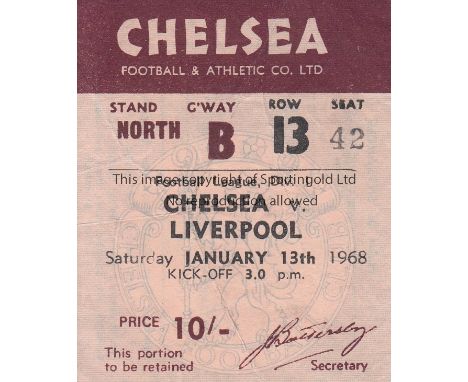 CHELSEA
FOOTBALL & ATHLETIC CO. LTD
STAND G'WAY ROW SEAT
NORTH B 13 42
This image copyright of Sportingold Ltd
Football League, Div. 1
No reproduction allowed
CHELSEA v.
LIVERPOOL
Saturday JANUARY 13th 1968
KICK-OFF 3.0 p.m.
PRICE 10/-
This portion
to be retained
J Battersby
Secretary